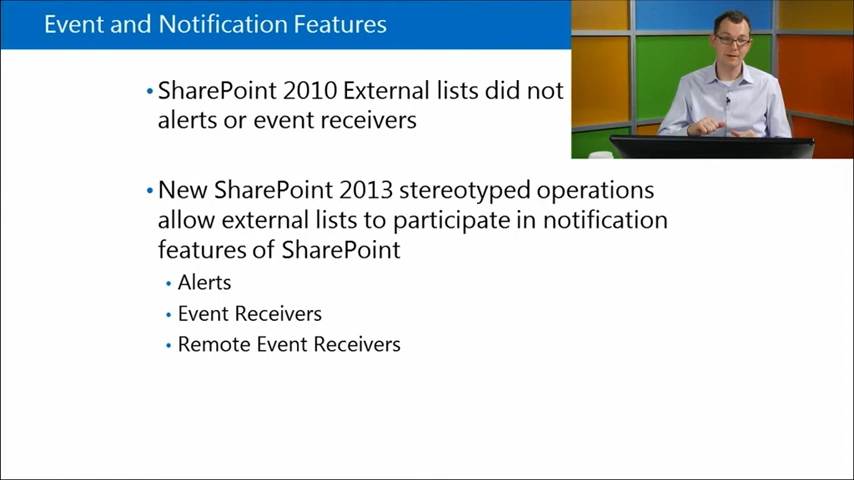 Event and Notification Features
• SharePoint 2010 External lists did not
alerts or event receivers
• New SharePoint 2013 stereotyped operations
allow external lists to participate in notification
features of SharePoint
• Alerts
• Event Receivers
• Remote Event Receivers